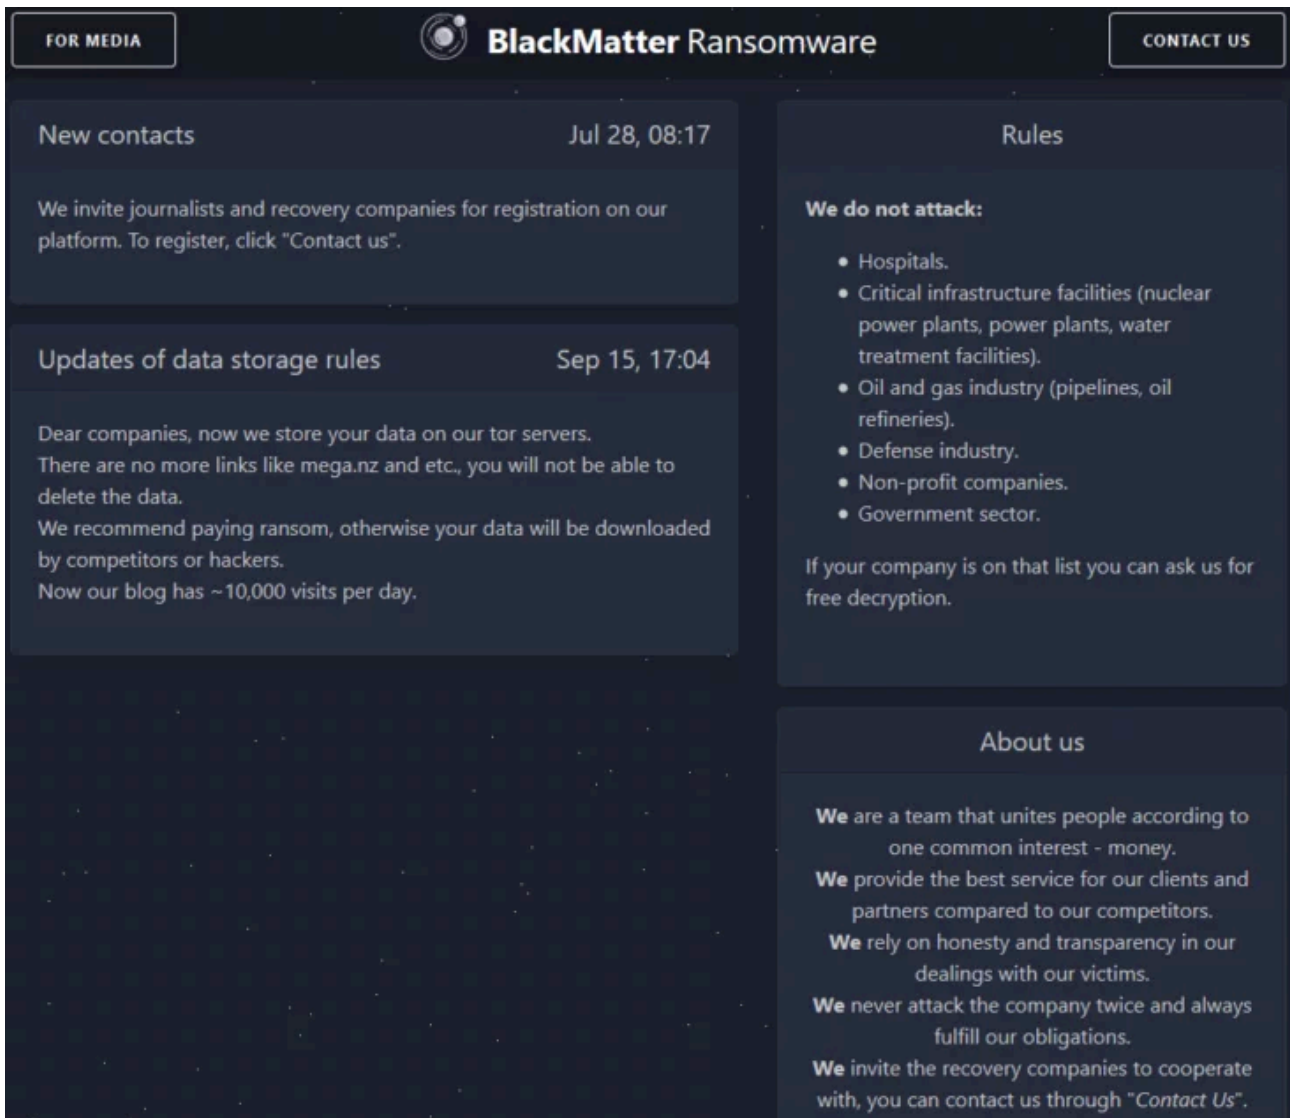 FOR MEDIA
BlackMatter Ransomware
CONTACT US
New contacts
Jul 28, 08:17
We invite journalists and recovery companies for registration on our
platform. To register, click "Contact us".
Updates of data storage rules
Sep 15, 17:04
Dear companies, now we store your data on our tor servers.
There are no more links like mega.nz and etc., you will not be able to
delete the data.
We recommend paying ransom, otherwise your data will be downloaded
by competitors or hackers.
Now our blog has ~10,000 visits per day.
Rules
We do not attack:
• Hospitals.
• Critical infrastructure facilities (nuclear
power plants, power plants, water
treatment facilities).
• Oil and gas industry (pipelines, oil
refineries).
• Defense industry.
• Non-profit companies.
• Government sector.
If your company is on that list you can ask us for
free decryption.
About us
We are a team that unites people according to
one common interest - money.
We provide the best service for our clients and
partners compared to our competitors.
We rely on honesty and transparency in our
dealings with our victims.
We never attack the company twice and always
fulfill our obligations.
We invite the recovery companies to cooperate
with, you can contact us through "Contact Us".